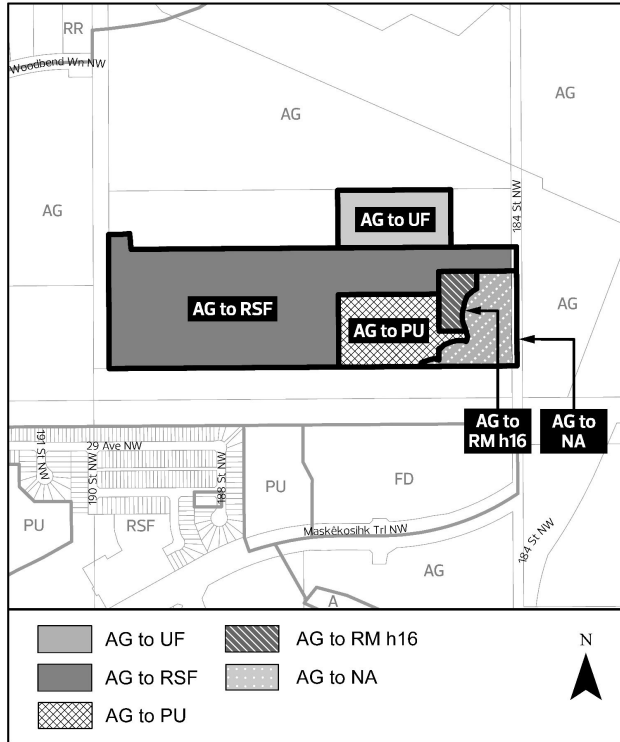 RR
Woodbend Wn NW
AG
AG
AG
184 St NW
AG to UF
AG to RSF
AG to PU
AG
AG to
RM h16
AG to
NA
191 St NW
29 Ave NW
190 St NW
188 St NW
PU
RSF
PU
FD
Maskêkosihk Trl NW
184 St NW
AG
A
AG to UF
AG to RM h16
AG to RSF
AG to NA
AG to PU
N